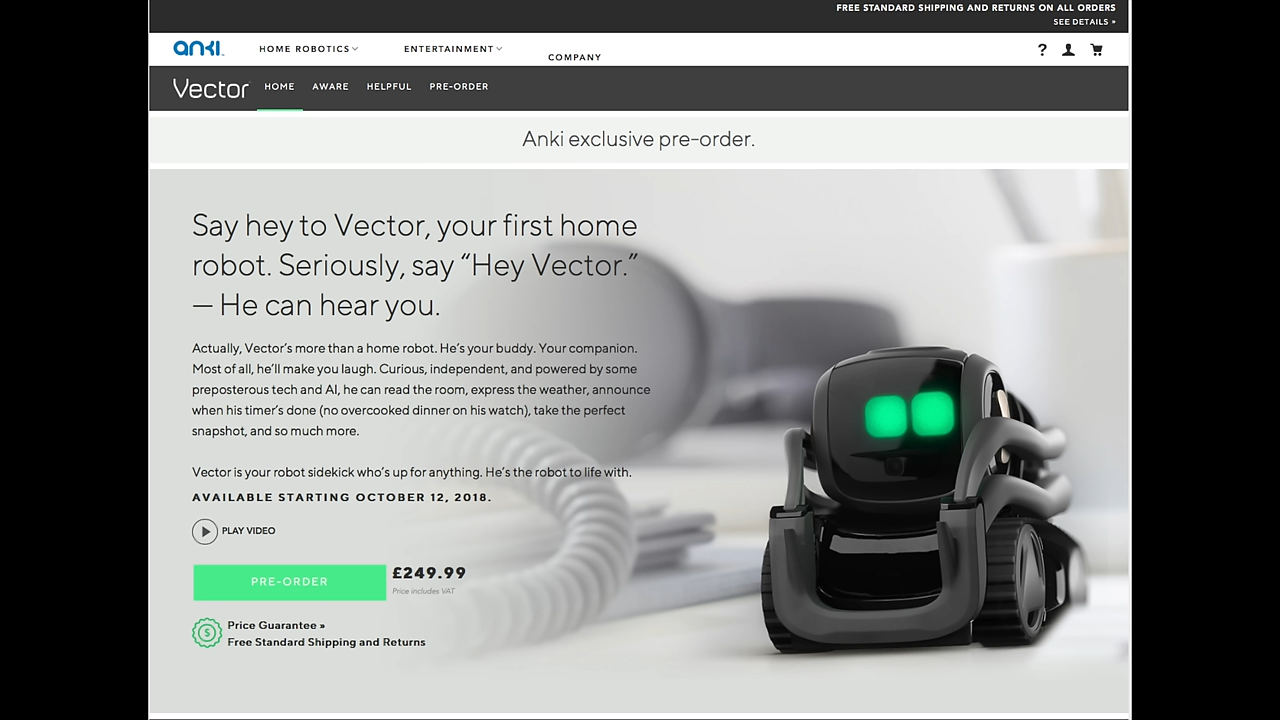 FREE STANDARD SHIPPING AND RETURNS ON ALL ORDERS
SEE DETAILS »
anki
HOME ROBOTICS
ENTERTAINMENT
COMPANY
?
Vector
HOME
AWARE
HELPFUL
PRE-ORDER
Anki exclusive pre-order.
Say hey to Vector, your first home
robot. Seriously, say “Hey Vector.”
— He can hear you.
Actually, Vector’s more than a home robot. He’s your buddy. Your companion.
Most of all, he’ll make you laugh. Curious, independent, and powered by some
preposterous tech and AI, he can read the room, express the weather, announce
when his timer’s done (no overcooked dinner on his watch), take the perfect
snapshot, and so much more.
Vector is your robot sidekick who’s up for anything. He’s the robot to life with.
AVAILABLE STARTING OCTOBER 12, 2018.
PLAY VIDEO
PRE-ORDER
£249.99
Price includes VAT
$
Price Guarantee »
Free Standard Shipping and Returns